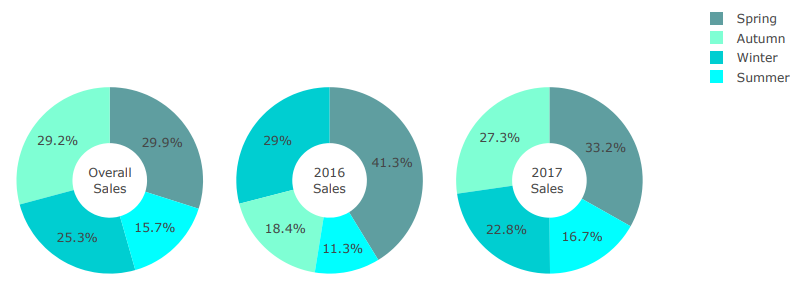 Spring
Autumn
Winter
Summer
29.2%
29.9%
Overall
Sales
25.3%
15.7%
29%
41.3%
2016
Sales
18.4%
11.3%
27.3%
33.2%
2017
Sales
22.8%
16.7%